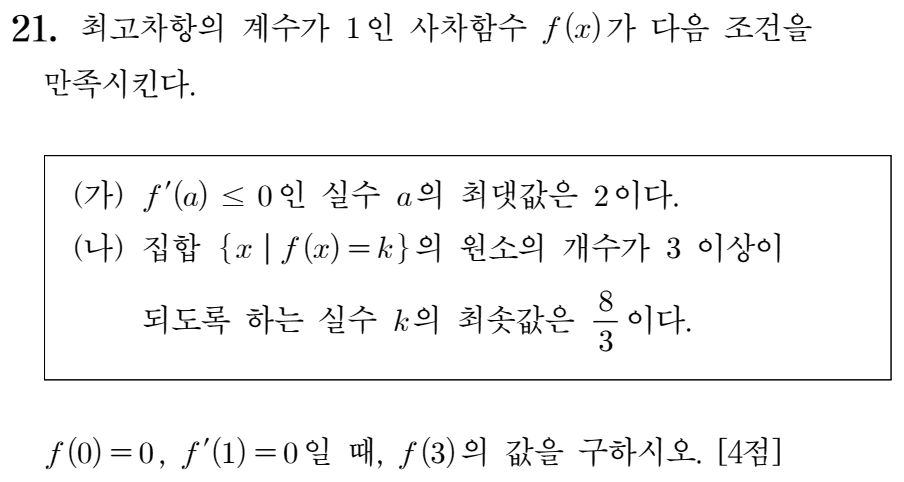 21. 최고차항의 계수가 1인 사차함수 f(x)가 다음 조건을
만족시킨다.
(가) f′(a) ≤ 0인 실수 a의 최댓값은 2이다.
(나) 집합 {x | f(x)=k}의 원소의 개수가 3 이상이
되도록 하는 실수 k의 최솟값은 8/3이다.
f(0)=0, f′(1)=0일 때, f(3)의 값을 구하시오. [4점]